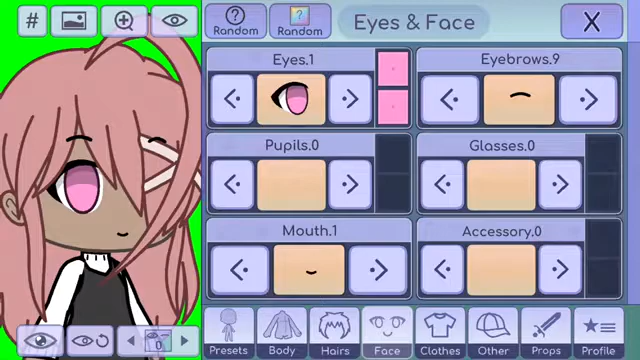 #
?
Random
?
Random
Eyes & Face
X
Eyes.1
Eyebrows.9
Pupils.0
Glasses.0
Mouth.1
Accessory.0
0
Presets
Body
Hairs
Face
Clothes
Other
Props
Profile